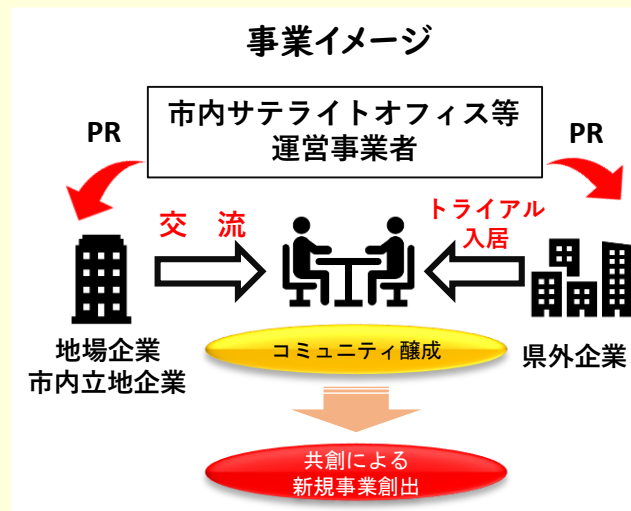 事業イメージ
市内サテライトオフィス等
運営事業者
PR
PR
交　流
トライアル
入居
地場企業
市内立地企業
コミュニティ醸成
県外企業
共創による
新規事業創出